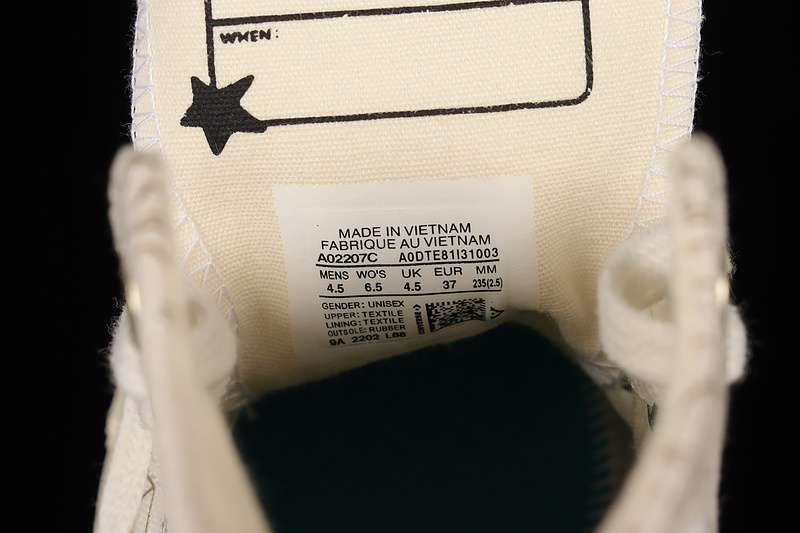 WHEN:
MADE IN VIETNAM
FABRIQUE AU VIETNAM
A02207C A0DTE81I31003
MENS WO'S UK EUR MM
4.5 6.5 4.5 37 235(2.5)
GENDER: UNISEX
UPPER: TEXTILE
LINING: TEXTILE
OUTSOLE: RUBBER
9A 2202 L68